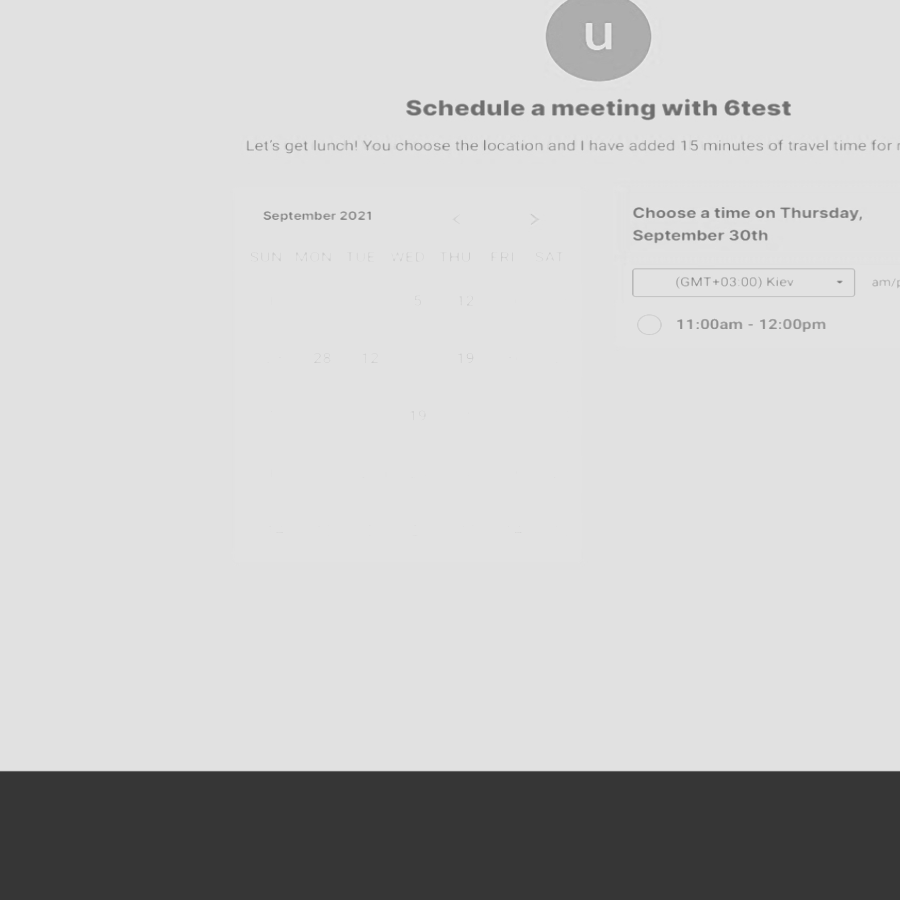 u
Schedule a meeting with 6test
Let's get lunch! You choose the location and I have added 15 minutes of travel time for
September 2021 < >
SUN MON TUE WED THU FRI SAT
5 12
28 12 19
19
Choose a time on Thursday,
September 30th
(GMT+03:00) Kiev am/
11:00am - 12:00pm